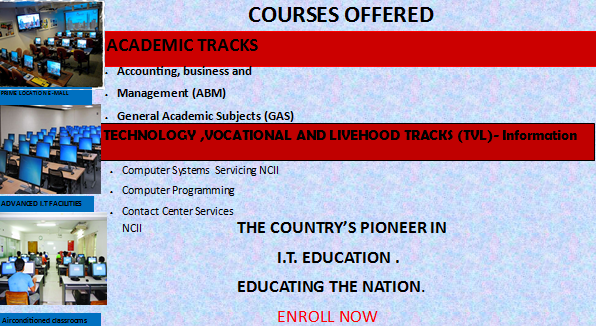 COURSES OFFERED
ACADEMIC TRACKS
Accounting, business and
Management (ABM)
General Academic Subjects (GAS)
TECHNOLOGY ,VOCATIONAL AND LIVEHOOD TRACKS (TVL)- Information
Computer Systems Servicing NCII
Computer Programming
Contact Center Services
NCII
THE COUNTRY’S PIONEER IN
I.T. EDUCATION .
EDUCATING THE NATION.
ENROLL NOW
PRIME LOCATION E-MALL
ADVANCED I.T FACILITIES
Airconditioned classrooms